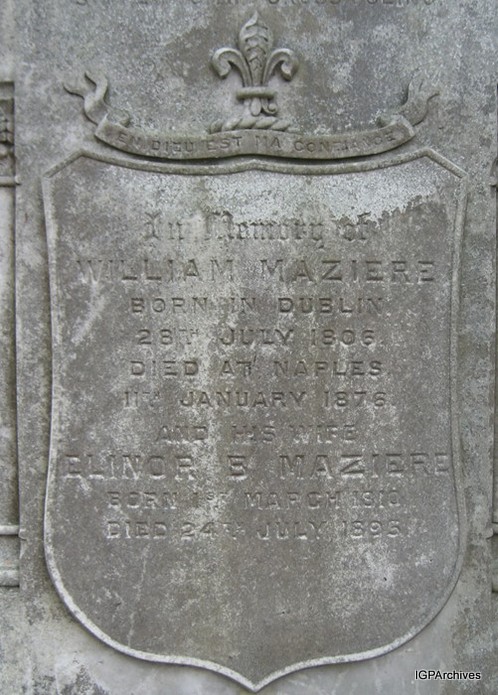 EN DIEU EST MA CONFIANCE
In Memory of
WILLIAM MAZIERE
BORN IN DUBLIN
28TH JULY 1806.
DIED AT NAPLES
11TH JANUARY 1876.
AND HIS WIFE
ELINOR B MAZIERE
BORN 1ST MARCH 1810
DIED 24TH JULY 1895.
IGPArchives